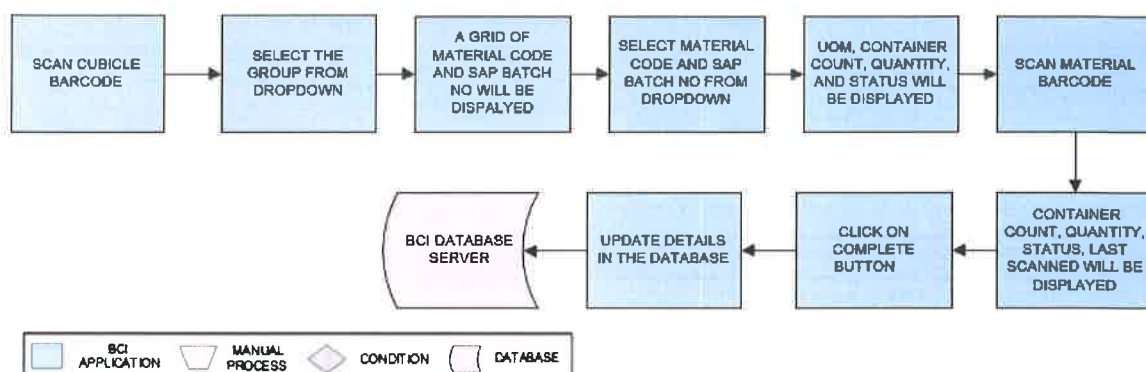 SCAN CUBICLE
BARCODE
SELECT THE
GROUP FROM
DROPDOWN
A GRID OF
MATERIAL CODE
AND SAP BATCH
NO WILL BE
DISPALYED
SELECT MATERIAL
CODE AND SAP
BATCH NO FROM
DROPDOWN
UOM, CONTAINER
COUNT, QUANTITY,
AND STATUS WILL
BE DISPLAYED
SCAN MATERIAL
BARCODE
CONTAINER
COUNT, QUANTITY,
STATUS, LAST
SCANNED WILL BE
DISPLAYED
CLICK ON
COMPLETE
BUTTON
UPDATE DETAILS
IN THE DATABASE
BCI DATABASE
SERVER
BCI
APPLICATION
MANUAL
PROCESS
CONDITION
DATABASE